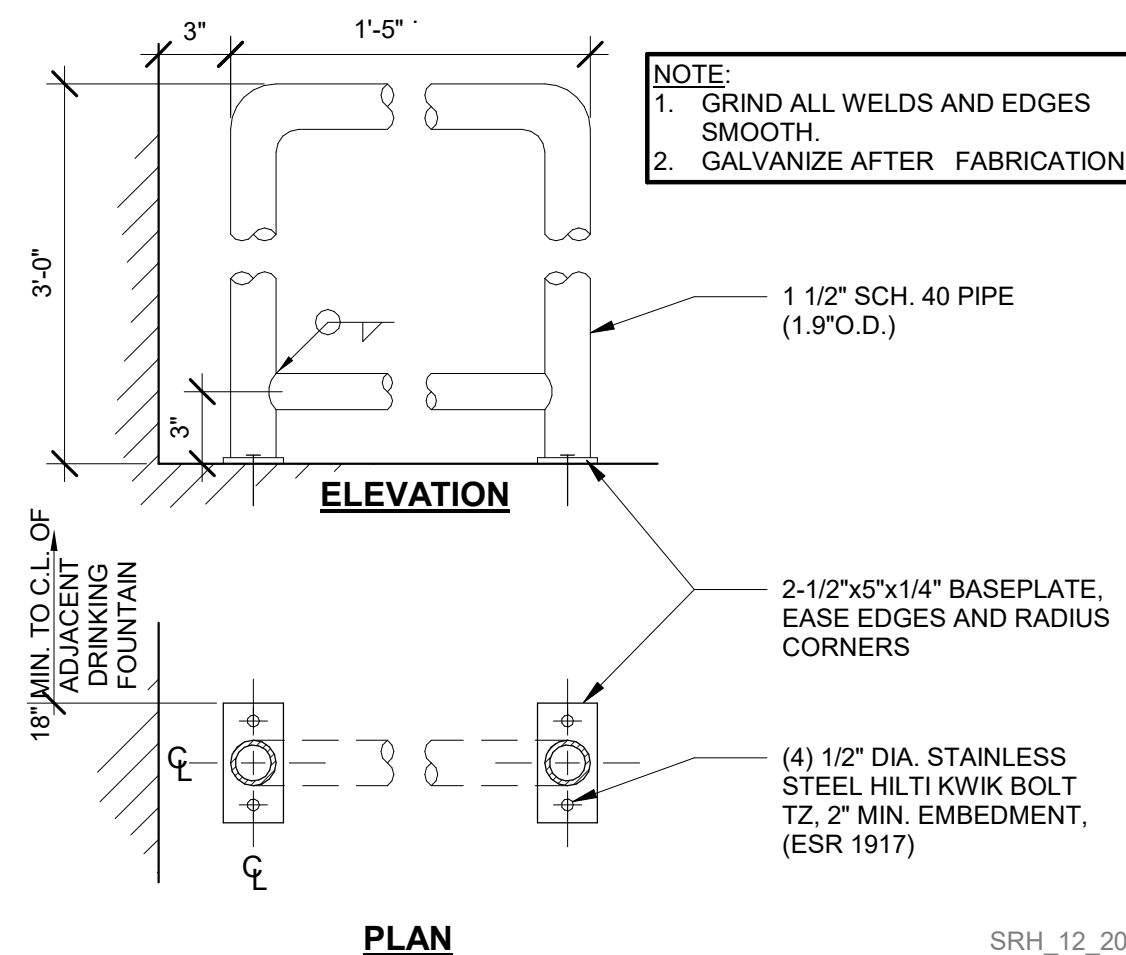 3"
1'-5"
NOTE:
1. GRIND ALL WELDS AND EDGES
SMOOTH.
2. GALVANIZE AFTER FABRICATION
3'-0"
1 1/2" SCH. 40 PIPE
(1.9"O.D.)
3"
ELEVATION
18" MIN. TO C.L. OF
ADJACENT
DRINKING
FOUNTAIN
2-1/2"x5"x1/4" BASEPLATE,
EASE EDGES AND RADIUS
CORNERS
CL
(4) 1/2" DIA. STAINLESS
STEEL HILTI KWIK BOLT
TZ, 2" MIN. EMBEDMENT,
(ESR 1917)
CL
PLAN
SRH_12_20